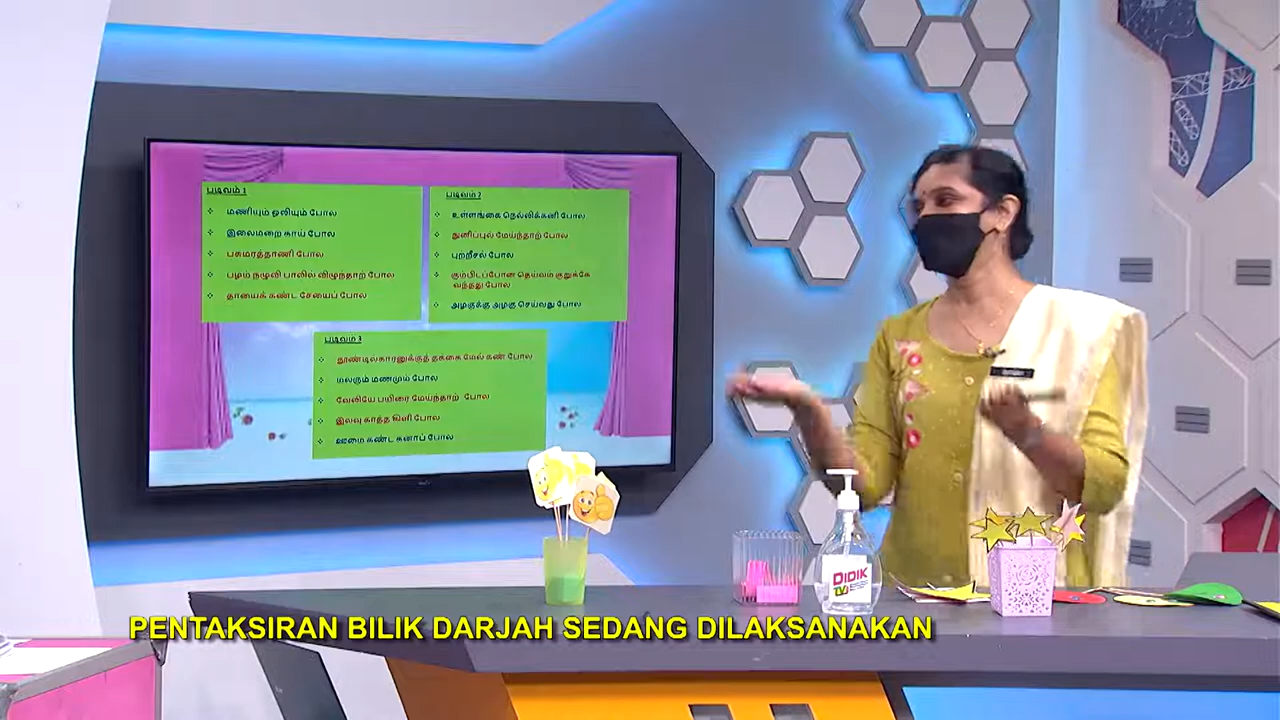 படிவம் 1
மணியும் ஒலியும் போல
இலைமறை காய் போல
பசுமரத்தாணி போல
பழம் நழுவி பாலில் விழுந்தாற் போல
தாயைக் கண்ட சேயைப் போல
படிவம் 2
உள்ளங்கை நெல்லிக்கனி போல
நுனிப்புல் மேய்ந்தாற் போல
புற்றீசல் போல
கும்பிடப்போன தெய்வம் குறுக்கே
வந்தது போல
அழகுக்கு அழகு செய்வது போல
படிவம் 3
தூண்டில்காரனுக்குத் தக்கை மேல் கண் போல
மலரும் மணமும் போல
வேலியே பயிரை மேய்ந்தாற் போல
இலவு காத்த கிளி போல
ஊமை கண்ட கனாப் போல
DIDIK
TV
PENTAKSIRAN BILIK DARJAH SEDANG DILAKSANAKAN